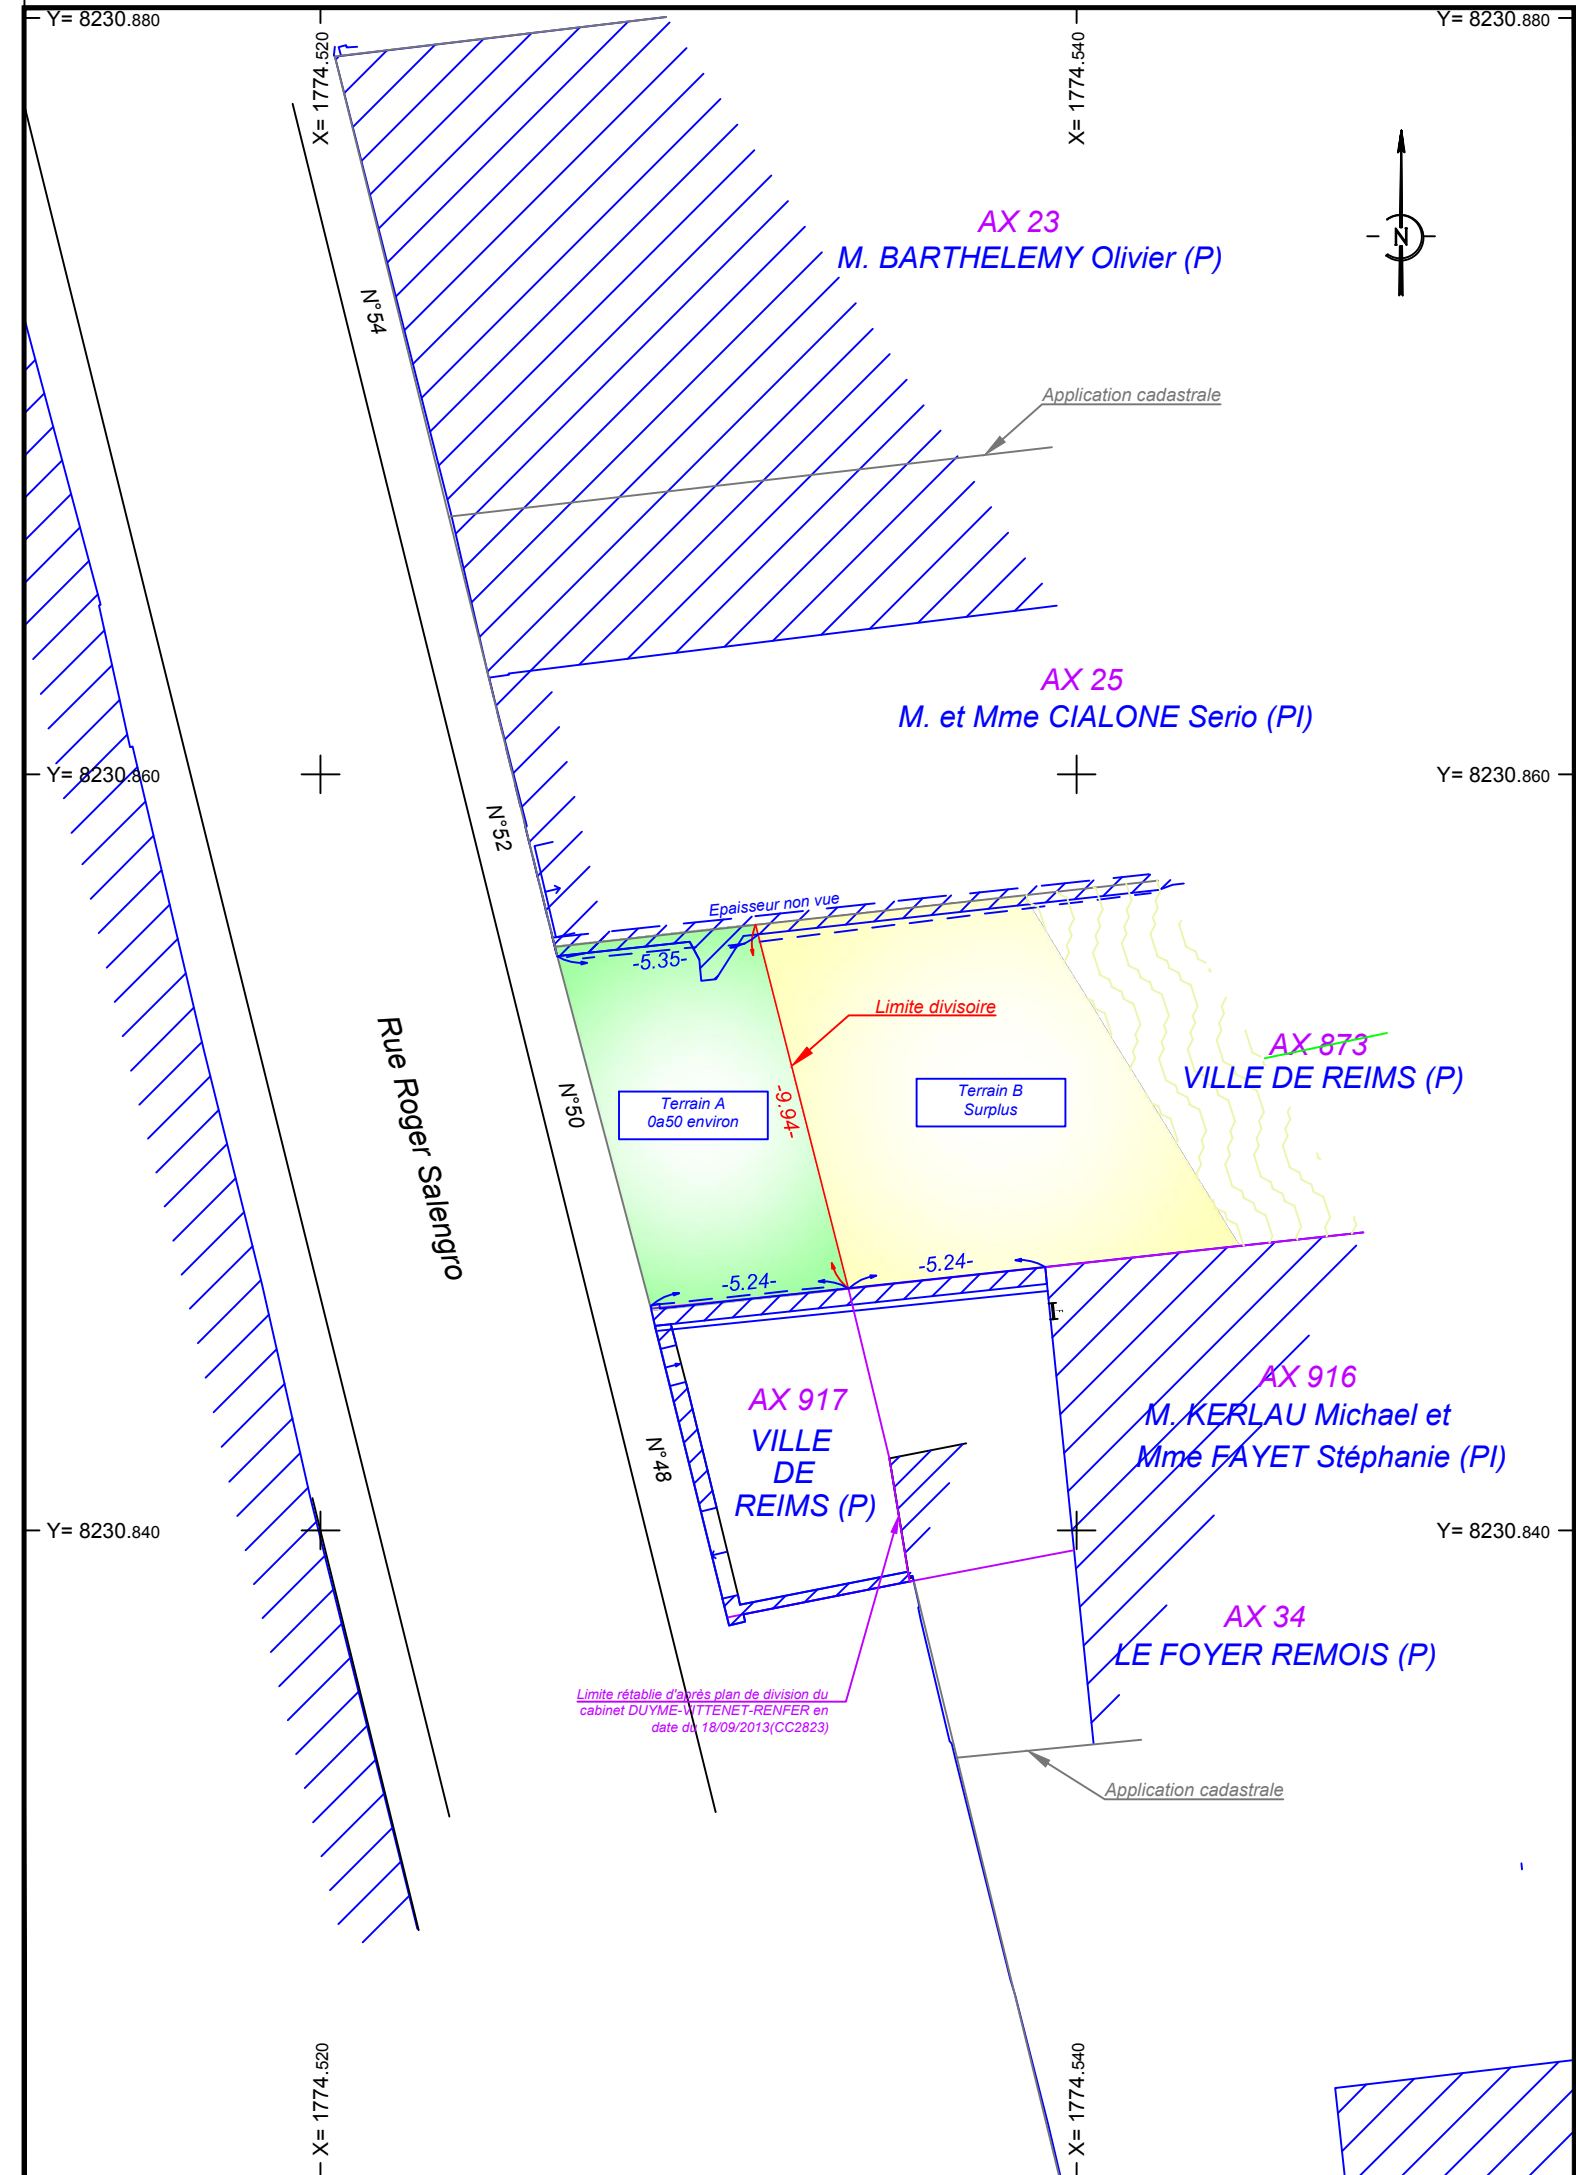 Y= 8230.880
Y= 8230.880
X= 1774.520
X= 1774.540
N
AX 23
M. BARTHELEMY Olivier (P)
N°54
Application cadastrale
AX 25
M. et Mme CIALONE Serio (PI)
Y= 8230.860
Y= 8230.860
N°52
Epaisseur non vue
-5.35-
Limite divisoire
AX 873
VILLE DE REIMS (P)
Rue Roger Salengro
N°50
Terrain A
0a50 environ
-9.94-
Terrain B
Surplus
-5.24-
-5.24-
AX 917
VILLE
DE
REIMS (P)
AX 916
M. KERLAU Michael et
Mme FAYET Stéphanie (PI)
N°48
Y= 8230.840
Y= 8230.840
AX 34
LE FOYER REMOIS (P)
Limite rétablie d'après plan de division du
cabinet DUYME-VITTENET-RENFER en
date du 18/09/2013(CC2823)
Application cadastrale
X= 1774.520
X= 1774.540